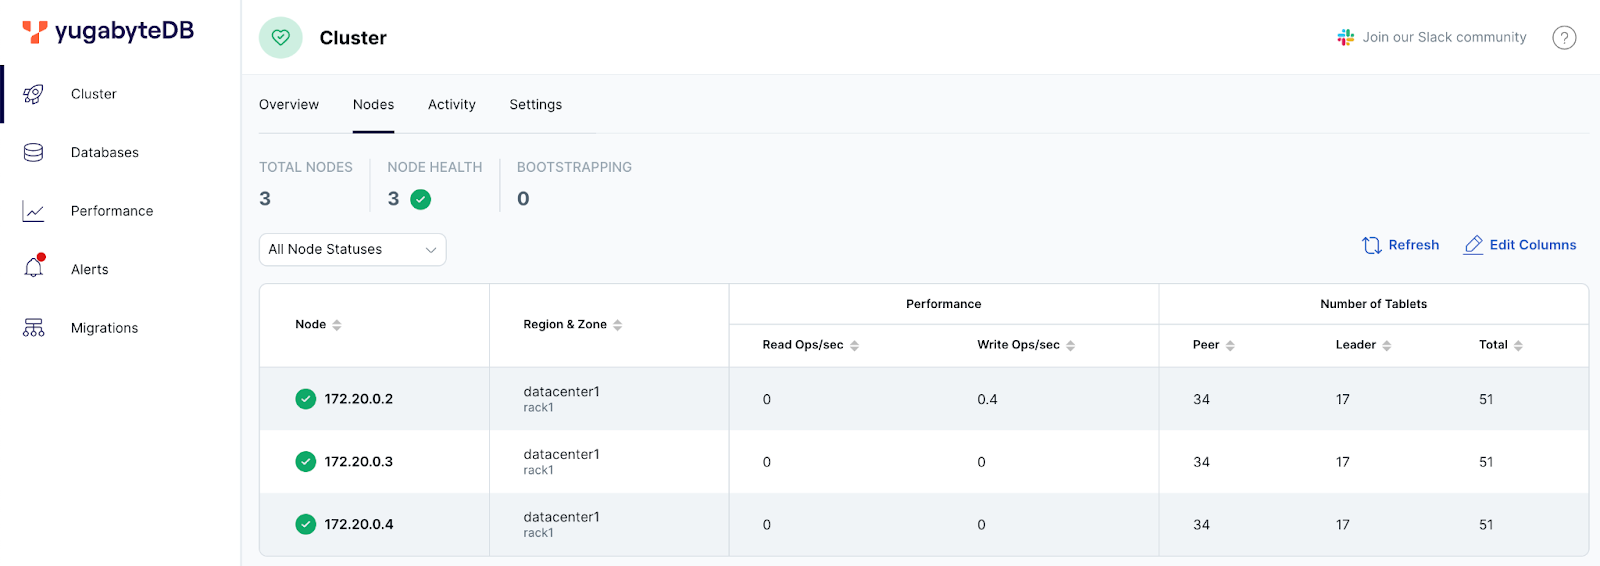 yugabyteDB
Cluster
Join our Slack community
?
Cluster
Databases
Performance
Alerts
Migrations
Overview Nodes Activity Settings
TOTAL NODES NODE HEALTH BOOTSTRAPPING
3 3 0
All Node Statuses
Refresh Edit Columns
Performance Number of Tablets
Node Region & Zone
Read Ops/sec Write Ops/sec Peer Leader Total
172.20.0.2 datacenter1 0 0.4 34 17 51
rack1
172.20.0.3 datacenter1 0 0 34 17 51
rack1
172.20.0.4 datacenter1 0 0 34 17 51
rack1